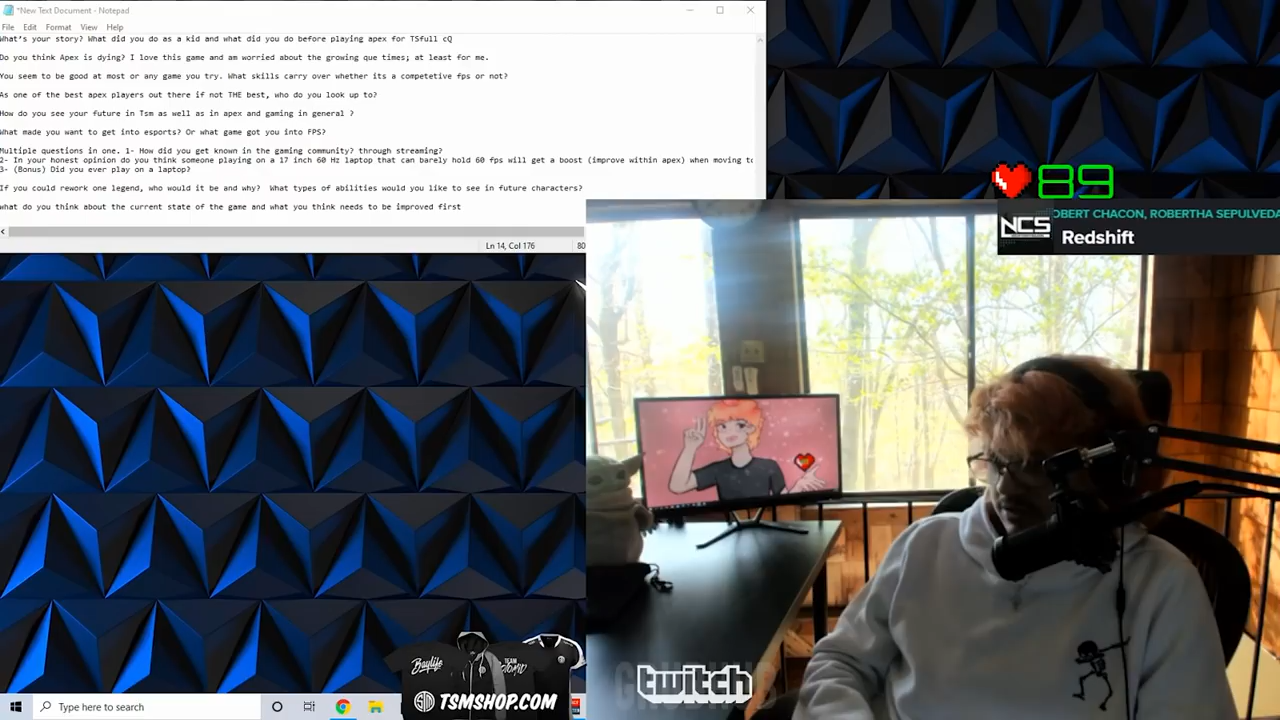 *New Text Document - Notepad
File Edit Format View Help
What's your story? What did you do as a kid and what did you do before playing apex for TSfull cQ
Do you think Apex is dying? I love this game and am worried about the growing que times; at least for me.
You seem to be good at most or any game you try. What skills carry over whether its a competetive fps or not?
As one of the best apex players out there if not THE best, who do you look up to?
How do you see your future in Tsm as well as in apex and gaming in general ?
What made you want to get into esports? Or what game got you into FPS?
Multiple questions in one. 1- How did you get known in the gaming community? through streaming?
2- In your honest opinion do you think someone playing on a 17 inch 60 Hz laptop that can barely hold 60 fps will get a boost (improve within apex) when moving to
3- (Bonus) Did you ever play on a laptop?
If you could rework one legend, who would it be and why? What types of abilities would you like to see in future characters?
what do you think about the current state of the game and what you think needs to be improved first
Ln 14, Col 176
80
89
OBERT CHACON, ROBERTHA SEPULVEDA
NCS
Redshift
Baylife
TEAM
TSMSHOP.COM
twitch
Type here to search